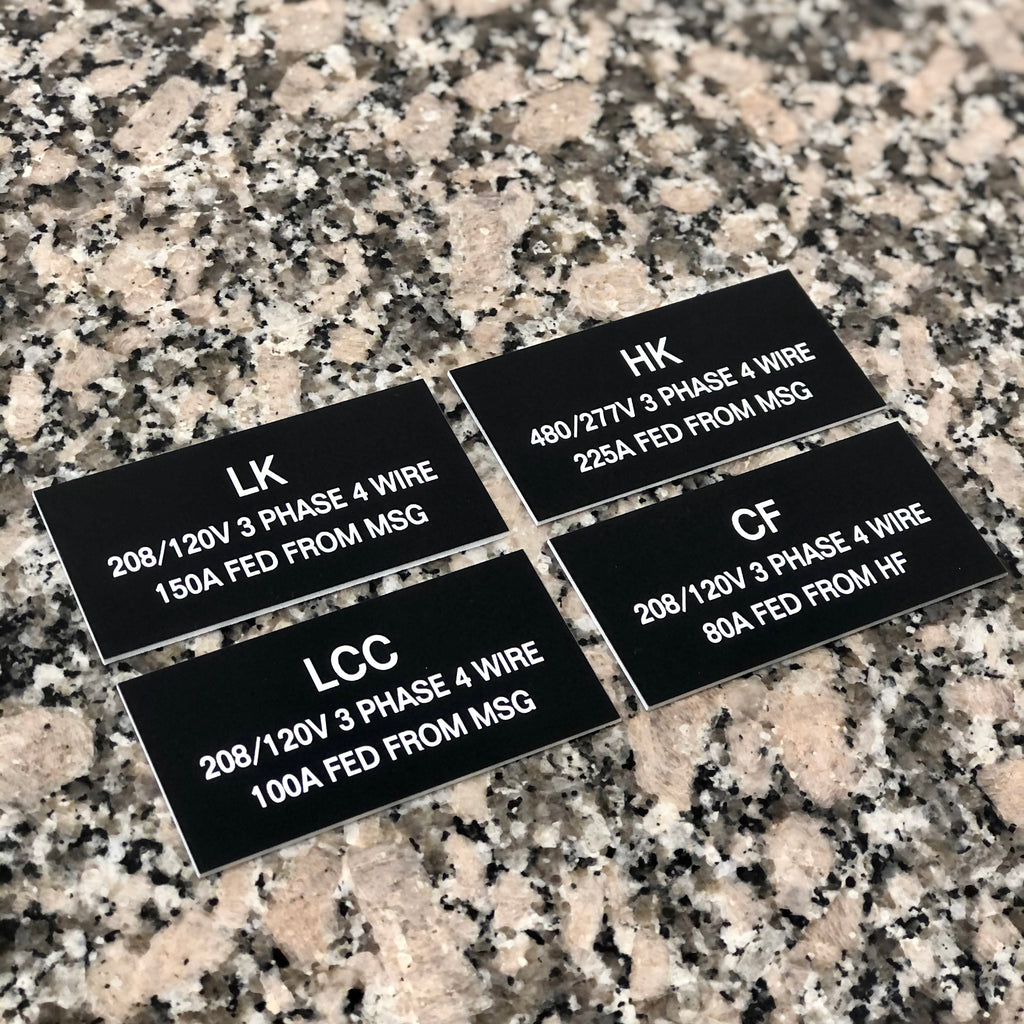 LK
208/120V 3 PHASE 4 WIRE
150A FED FROM MSG
HK
480/277V 3 PHASE 4 WIRE
225A FED FROM MSG
LCC
208/120V 3 PHASE 4 WIRE
100A FED FROM MSG
CF
208/120V 3 PHASE 4 WIRE
80A FED FROM HF